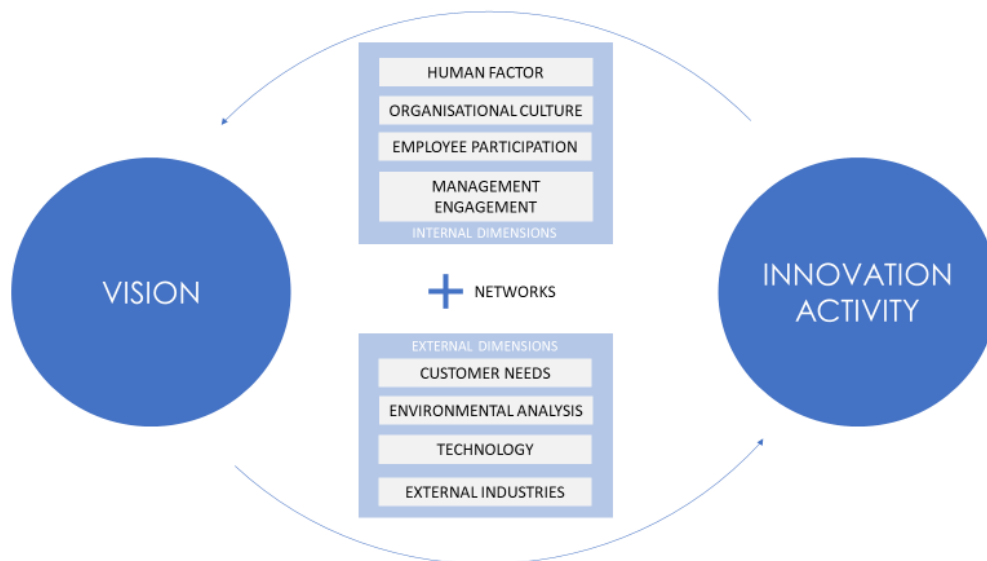 HUMAN FACTOR
ORGANISATIONAL CULTURE
EMPLOYEE PARTICIPATION
MANAGEMENT
ENGAGEMENT
INTERNAL DIMENSIONS
VISION
NETWORKS
INNOVATION
ACTIVITY
EXTERNAL DIMENSIONS
CUSTOMER NEEDS
ENVIRONMENTAL ANALYSIS
TECHNOLOGY
EXTERNAL INDUSTRIES